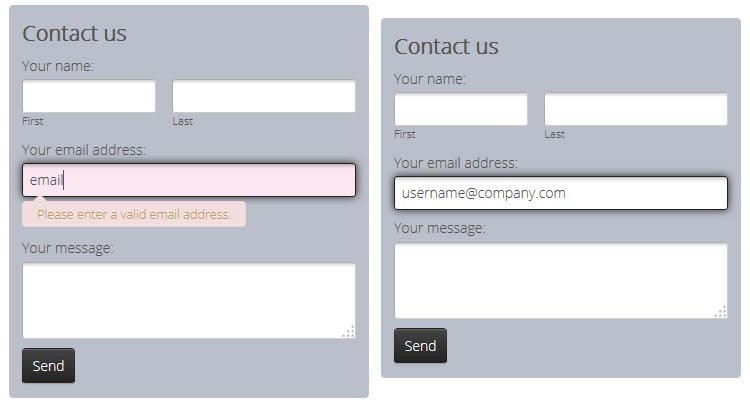 Contact us
Your name:
First Last
Your email address:
email
Please enter a valid email address.
Your message:
Send
Contact us
Your name:
First Last
Your email address:
username@company.com
Your message:
Send